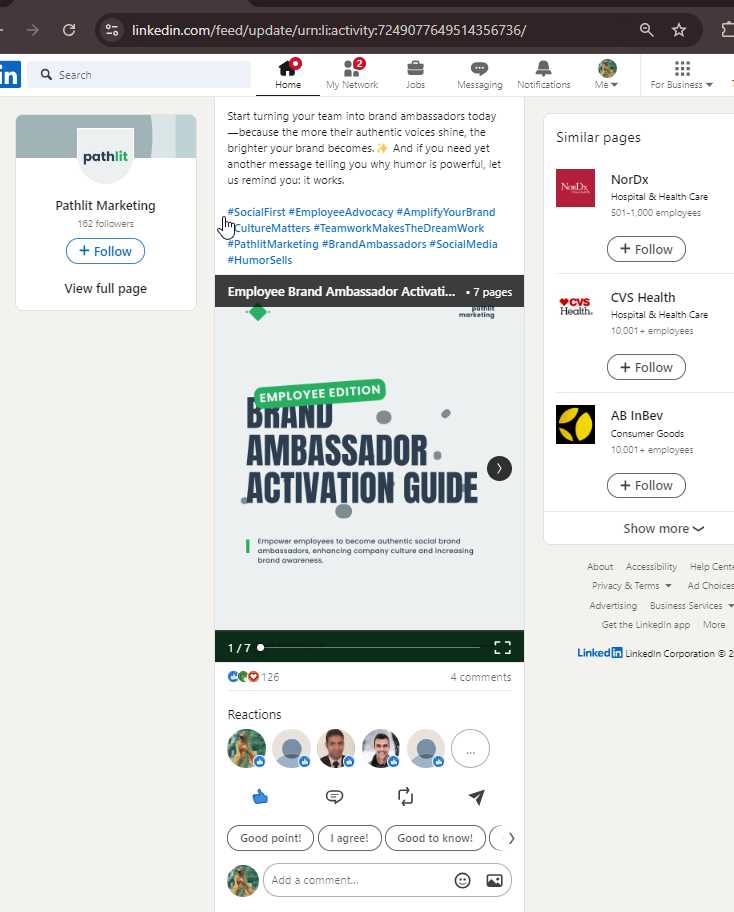 linkedin.com/feed/update/urn:li:activity:7249077649514356736/
in
Search
Home
2
My Network
Jobs
Messaging
Notifications
Me
For Business
pathlit
Pathlit Marketing
162 followers
+ Follow
View full page
Start turning your team into brand ambassadors today
—because the more their authentic voices shine, the
brighter your brand becomes.✨ And if you need yet
another message telling you why humor is powerful, let
us remind you: it works.
#SocialFirst #EmployeeAdvocacy #AmplifyYourBrand
#CultureMatters #TeamworkMakesTheDreamWork
#PathlitMarketing #BrandAmbassadors #SocialMedia
#HumorSells
Employee Brand Ambassador Activati... • 7 pages
pathlit
marketing
EMPLOYEE EDITION
BRAND
AMBASSADOR
ACTIVATION GUIDE
Empower employees to become authentic social brand
ambassadors, enhancing company culture and increasing
brand awareness.
1 / 7
126
4 comments
Reactions
...
Good point!
I agree!
Good to know!
Add a comment...
Similar pages
NorDx
NorDx
Hospital & Health Care
501-1,000 employees
+ Follow
CVS
Health.
CVS Health
Hospital & Health Care
10,001+ employees
+ Follow
AB InBev
Consumer Goods
10,001+ employees
+ Follow
Show more
About Accessibility Help Cente
Privacy & Terms Ad Choices
Advertising Business Services
Get the LinkedIn app More
LinkedIn LinkedIn Corporation © 2